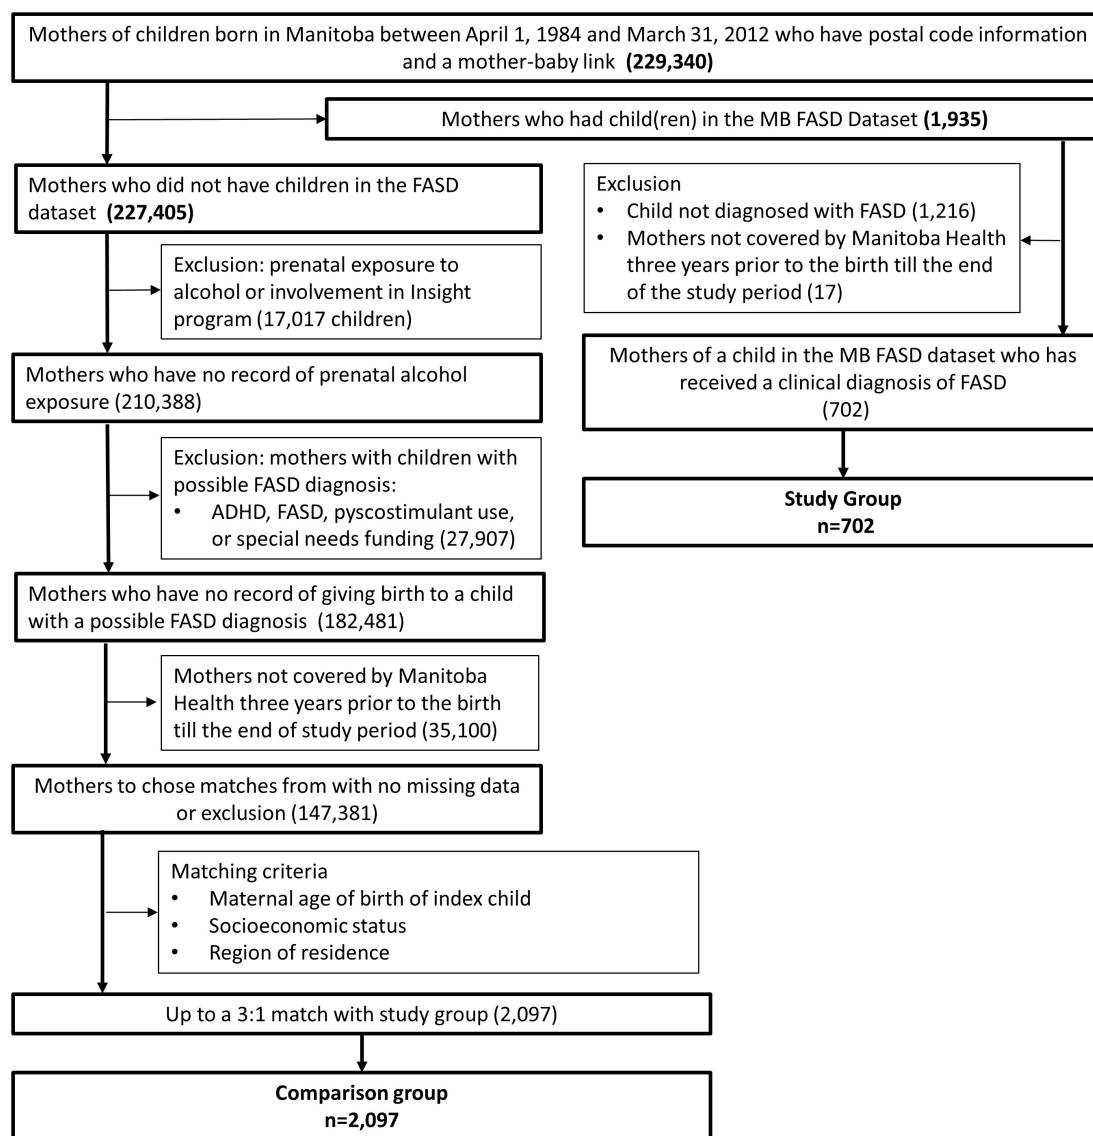 Mothers of children born in Manitoba between April 1, 1984 and March 31, 2012 who have postal code information
and a mother-baby link (229,340)
Mothers who had child(ren) in the MB FASD Dataset (1,935)
Mothers who did not have children in the FASD
dataset (227,405)
Exclusion
• Child not diagnosed with FASD (1,216)
• Mothers not covered by Manitoba Health
three years prior to the birth till the end
of the study period (17)
Exclusion: prenatal exposure to
alcohol or involvement in Insight
program (17,017 children)
Mothers of a child in the MB FASD dataset who has
received a clinical diagnosis of FASD
(702)
Mothers who have no record of prenatal alcohol
exposure (210,388)
Exclusion: mothers with children with
possible FASD diagnosis:
• ADHD, FASD, pyscostimulant use,
or special needs funding (27,907)
Study Group
n=702
Mothers who have no record of giving birth to a child
with a possible FASD diagnosis (182,481)
Mothers not covered by Manitoba
Health three years prior to the birth
till the end of study period (35,100)
Mothers to chose matches from with no missing data
or exclusion (147,381)
Matching criteria
• Maternal age of birth of index child
• Socioeconomic status
• Region of residence
Up to a 3:1 match with study group (2,097)
Comparison group
n=2,097